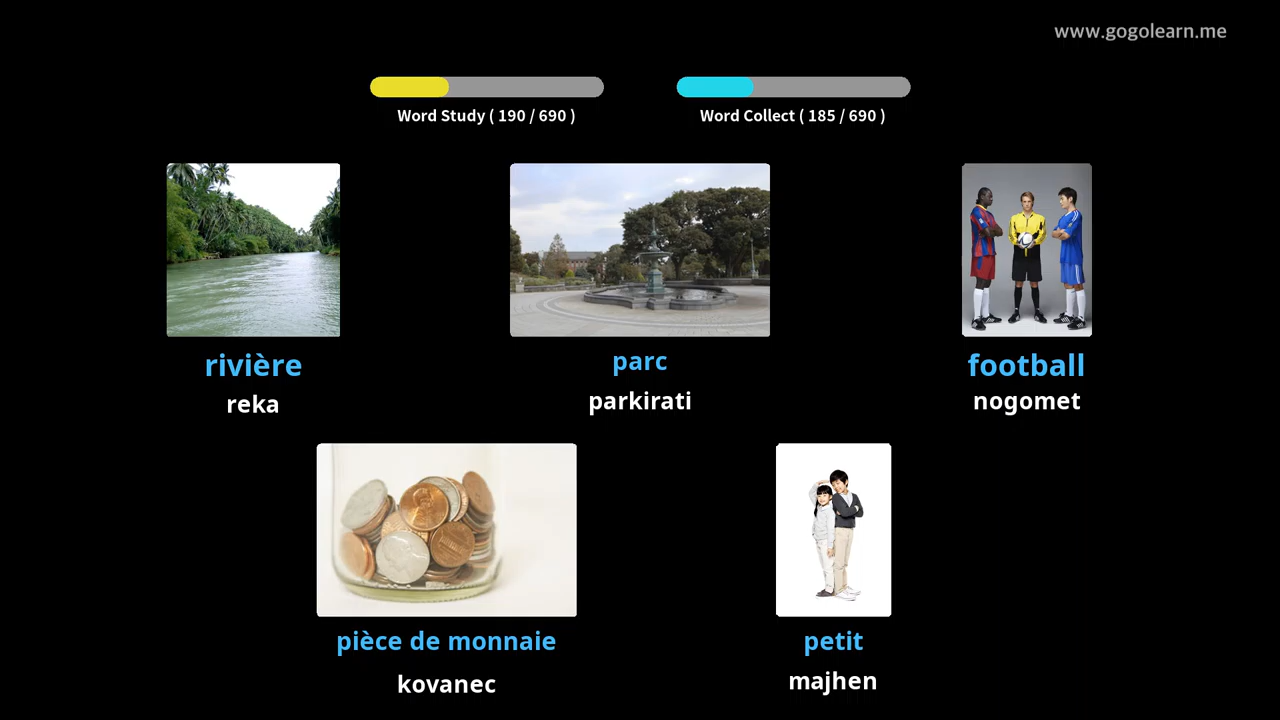 www.gogolearn.me
Word Study ( 190 / 690 )
Word Collect ( 185 / 690 )
rivière
reka
parc
parkirati
football
nogomet
pièce de monnaie
kovanec
petit
majhen